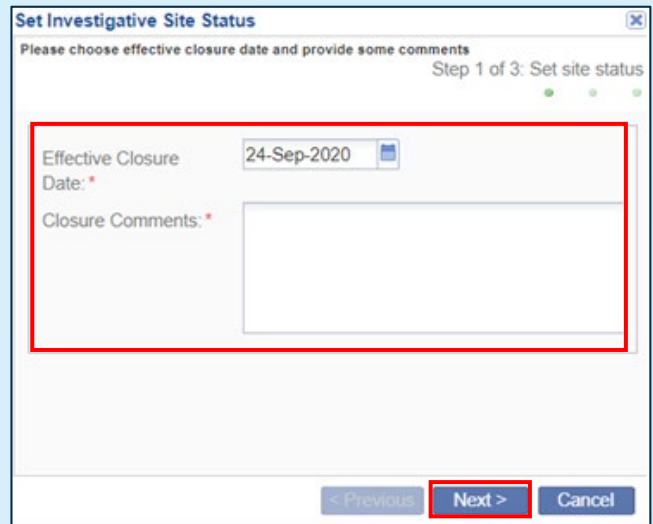 Set Investigative Site Status
Please choose effective closure date and provide some comments
Step 1 of 3: Set site status
Effective Closure
Date:*
24-Sep-2020
Closure Comments:*
< Previous
Next >
Cancel